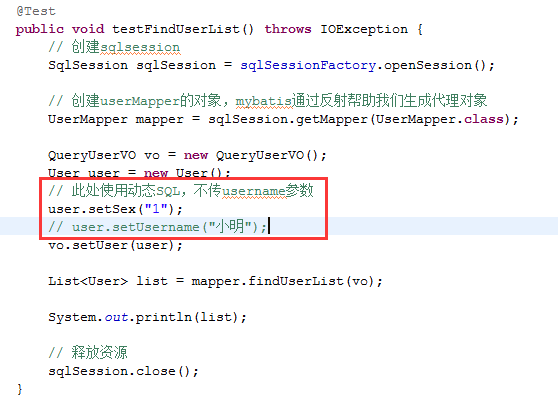 @Test
public void testFindUserList() throws IOException {
// 创建sqlsession
SqlSession sqlSession = sqlSessionFactory.openSession();
// 创建userMapper的对象，mybatis通过反射帮助我们生成代理对象
UserMapper mapper = sqlSession.getMapper(UserMapper.class);
QueryUserVO vo = new QueryUserVO();
User user = new User();
// 此处使用动态SQL，不传username参数
user.setSex("1");
// user.setUsername("小明");
vo.setUser(user);
List<User> list = mapper.findUserList(vo);
System.out.println(list);
// 释放资源
sqlSession.close();
}